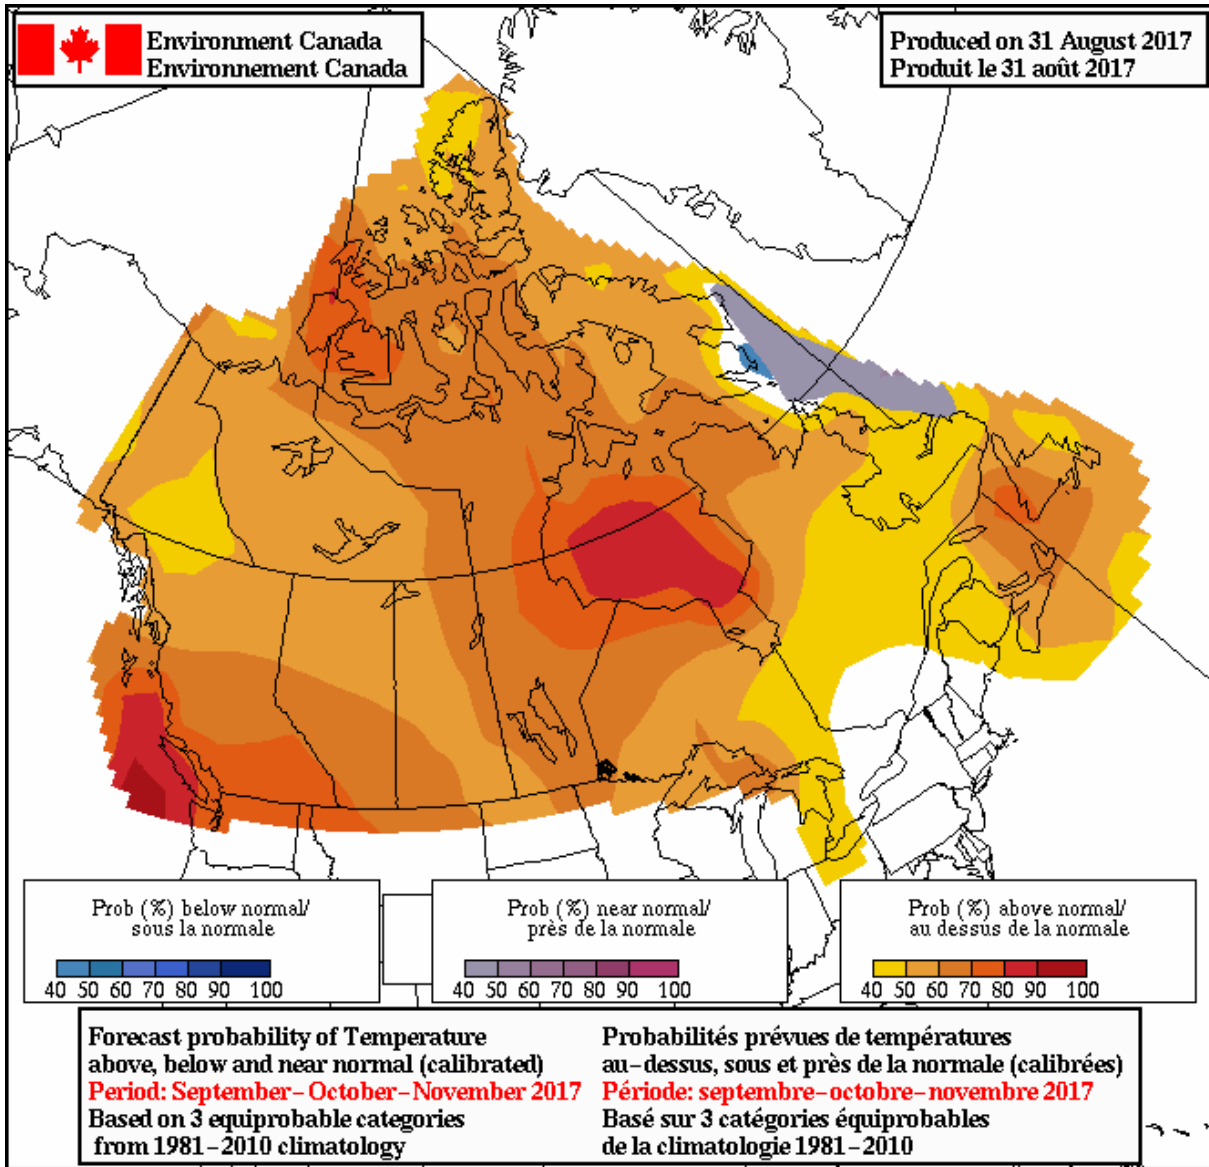 Environment Canada
Environnement Canada
Produced on 31 August 2017
Produit le 31 août 2017
Prob (%) below normal/
sous la normale
40 50 60 70 80 90 100
Prob (%) near normal/
près de la normale
40 50 60 70 80 90 100
Prob (%) above normal/
au dessus de la normale
40 50 60 70 80 90 100
Forecast probability of Temperature
above, below and near normal (calibrated)
Period: September-October-November 2017
Based on 3 equiprobable categories
from 1981-2010 climatology
Probabilités prévues de températures
au-dessus, sous et près de la normale (calibrées)
Période: septembre-octobre-novembre 2017
Basé sur 3 catégories équiprobables
de la climatologie 1981-2010